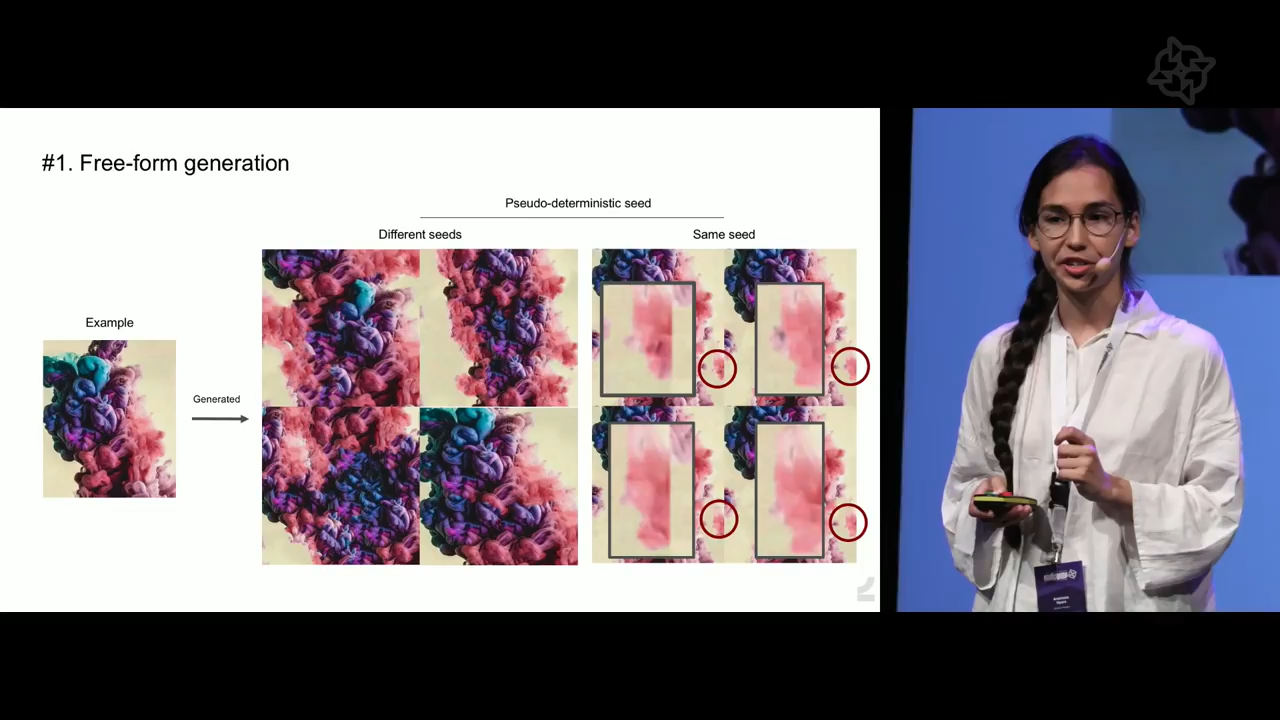 #1. Free-form generation
Pseudo-deterministic seed
Different seeds
Same seed
Example
Generated